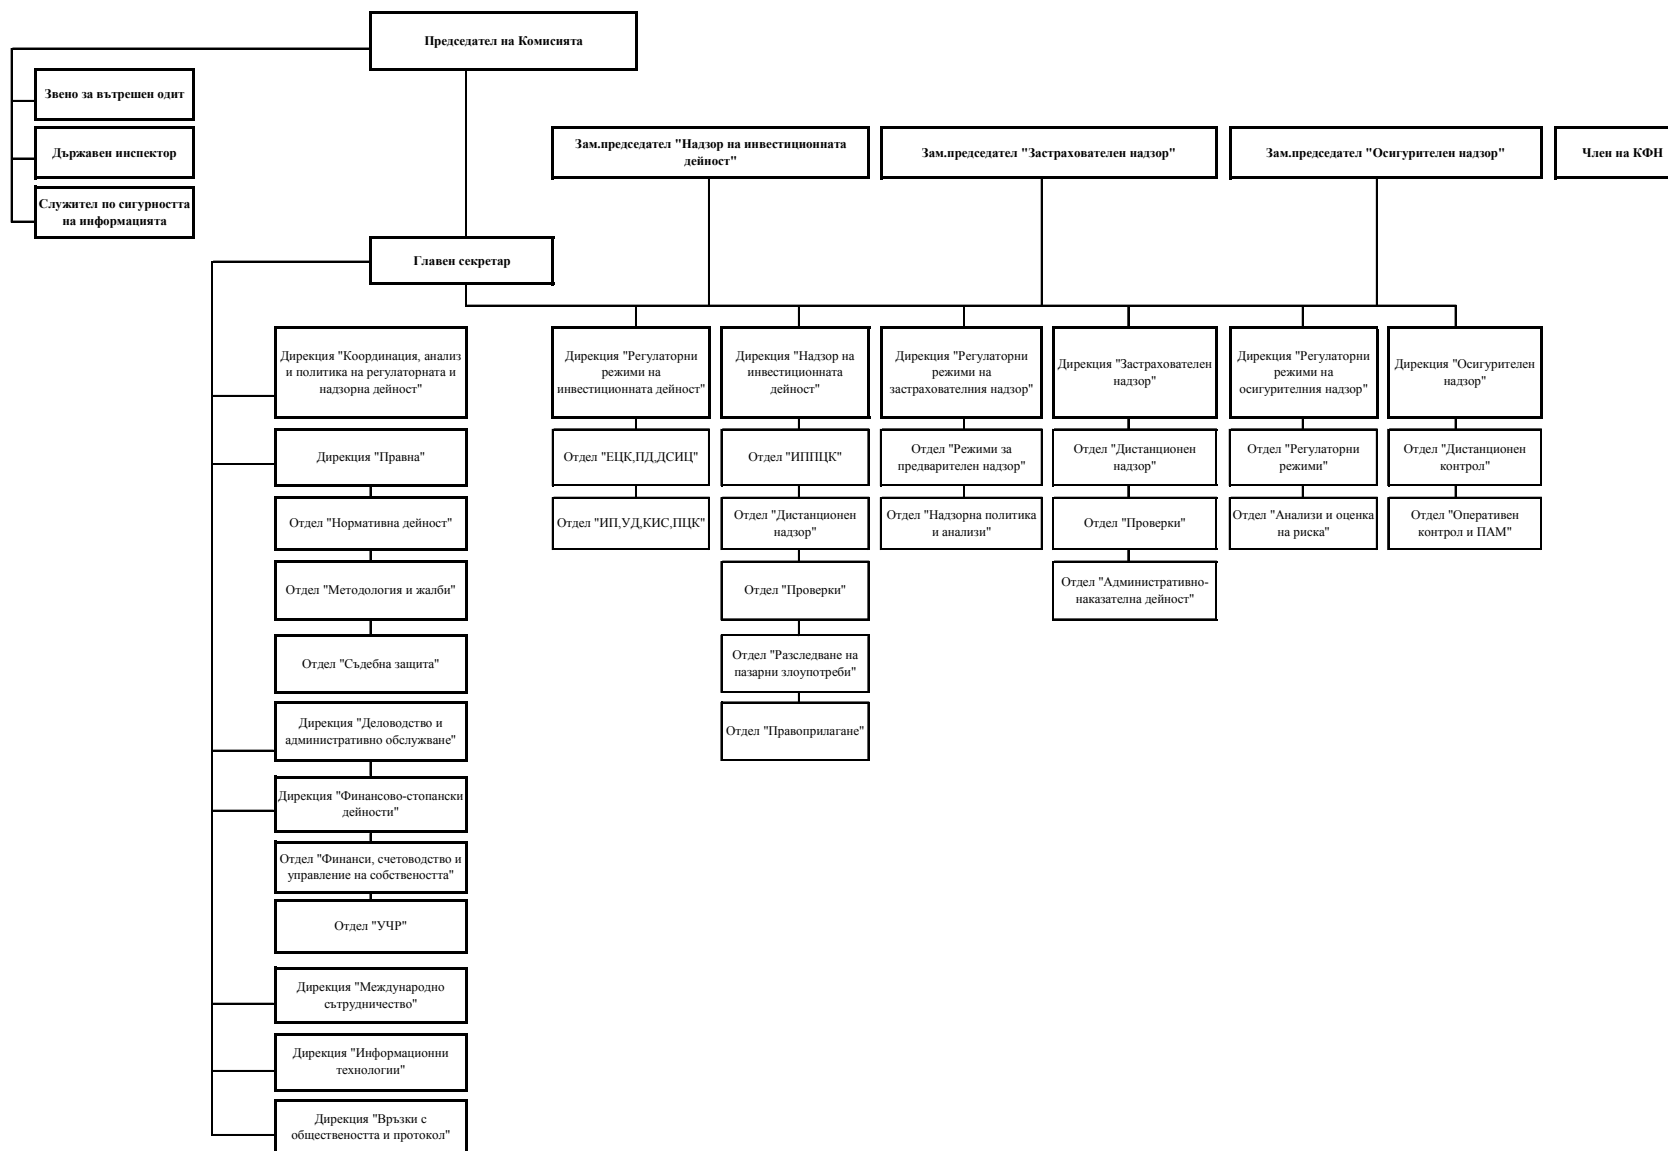 Председател на Комисията
Звено за вътрешен одит
Държавен инспектор
Служител по сигурността
на информацията
Зам.председател "Надзор на инвестиционната
дейност"
Зам.председател "Застрахователен надзор"
Зам.председател "Осигурителен надзор"
Член на КФН
Главен секретар
Дирекция "Координация, анализ
и политика на регулаторната и
надзорна дейност"
Дирекция "Правна"
Отдел "Нормативна дейност"
Отдел "Методология и жалби"
Отдел "Съдебна защита"
Дирекция "Деловодство и
административно обслужване"
Дирекция "Финансово-стопански
дейности"
Отдел "Финанси, счетоводство и
управление на собствеността"
Отдел "УЧР"
Дирекция "Международно
сътрудничество"
Дирекция "Информационни
технологии"
Дирекция "Връзки с
обществеността и протокол"
Дирекция "Регулаторни
режими на
инвестиционната дейност"
Отдел "ЕЦК,ПД,ДСИЦ"
Отдел "ИП,УД,КИС,ПЦК"
Дирекция "Надзор на
инвестиционната
дейност"
Отдел "ИППЦК"
Отдел "Дистанционен
надзор"
Отдел "Проверки"
Отдел "Разследване на
пазарни злоупотреби"
Отдел "Правоприлагане"
Дирекция "Регулаторни
режими на
застрахователния надзор"
Отдел "Режими за
предварителен надзор"
Отдел "Надзорна политика
и анализи"
Дирекция "Застрахователен
надзор"
Отдел "Дистанционен
надзор"
Отдел "Проверки"
Отдел "Административно-
наказателна дейност"
Дирекция "Регулаторни
режими на
осигурителния надзор"
Отдел "Регулаторни
режими"
Отдел "Анализи и оценка
на риска"
Дирекция "Осигурителен
надзор"
Отдел "Дистанционен
контрол"
Отдел "Оперативен
контрол и ПАМ"